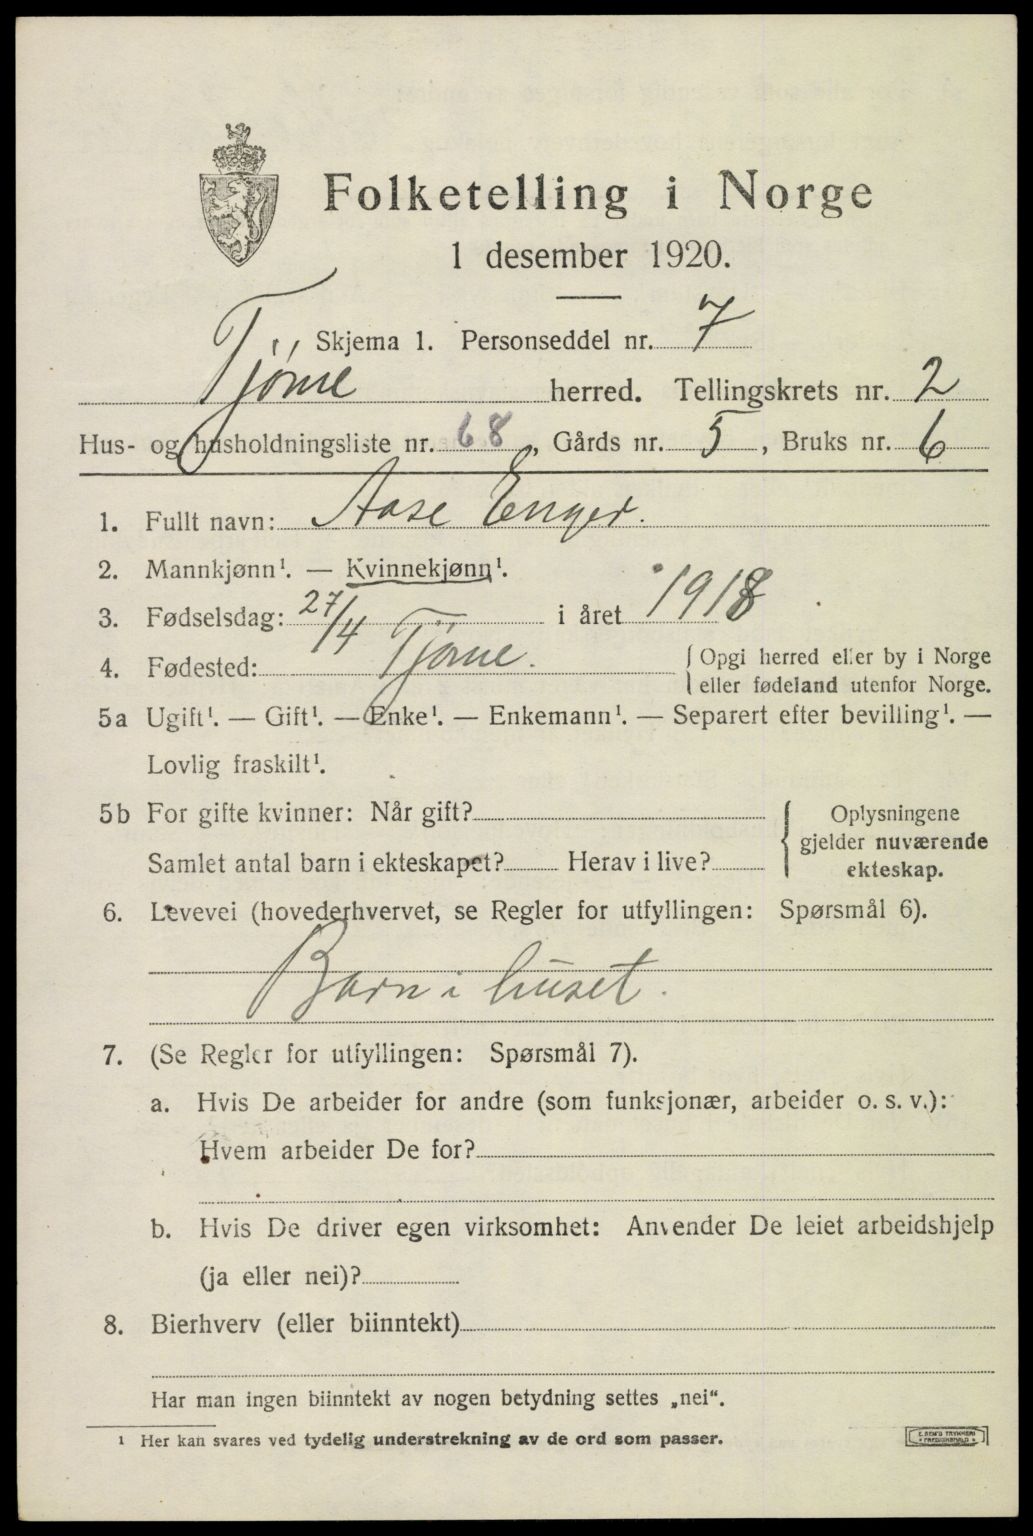 Folketelling i Norge
1 desember 1920.
Skjema 1. Personseddel nr. 7
Tjøme herred. Tellingskrets nr. 2
Hus- og husholdningsliste nr. 68, Gårds nr. 5, Bruks nr. 6
1. Fullt navn: Aase Enger.
2. Mannkjønn¹. — Kvinnekjønn¹.
3. Fødselsdag: 27/4 i året 1918
4. Fødested: Tjøme. { Opgi herred eller by i Norge
eller fødeland utenfor Norge.
5a Ugift¹. — Gift¹. — Enke¹. — Enkemann¹. — Separert efter bevilling¹. —
Lovlig fraskilt¹.
5b For gifte kvinner: Når gift? { Oplysningene
gjelder nuværende
Samlet antal barn i ekteskapet? Herav i live?
ekteskap.
6. Levevei (hovederhvervet, se Regler for utfyllingen: Spørsmål 6).
Barn i huset.
7. (Se Regler for utfyllingen: Spørsmål 7).
a. Hvis De arbeider for andre (som funksjonær, arbeider o. s. v.):
Hvem arbeider De for?
b. Hvis De driver egen virksomhet: Anvender De leiet arbeidshjelp
(ja eller nei)?
8. Bierhverv (eller biinntekt)
Har man ingen biinntekt av nogen betydning settes „nei“.
¹ Her kan svares ved tydelig understrekning av de ord som passer.